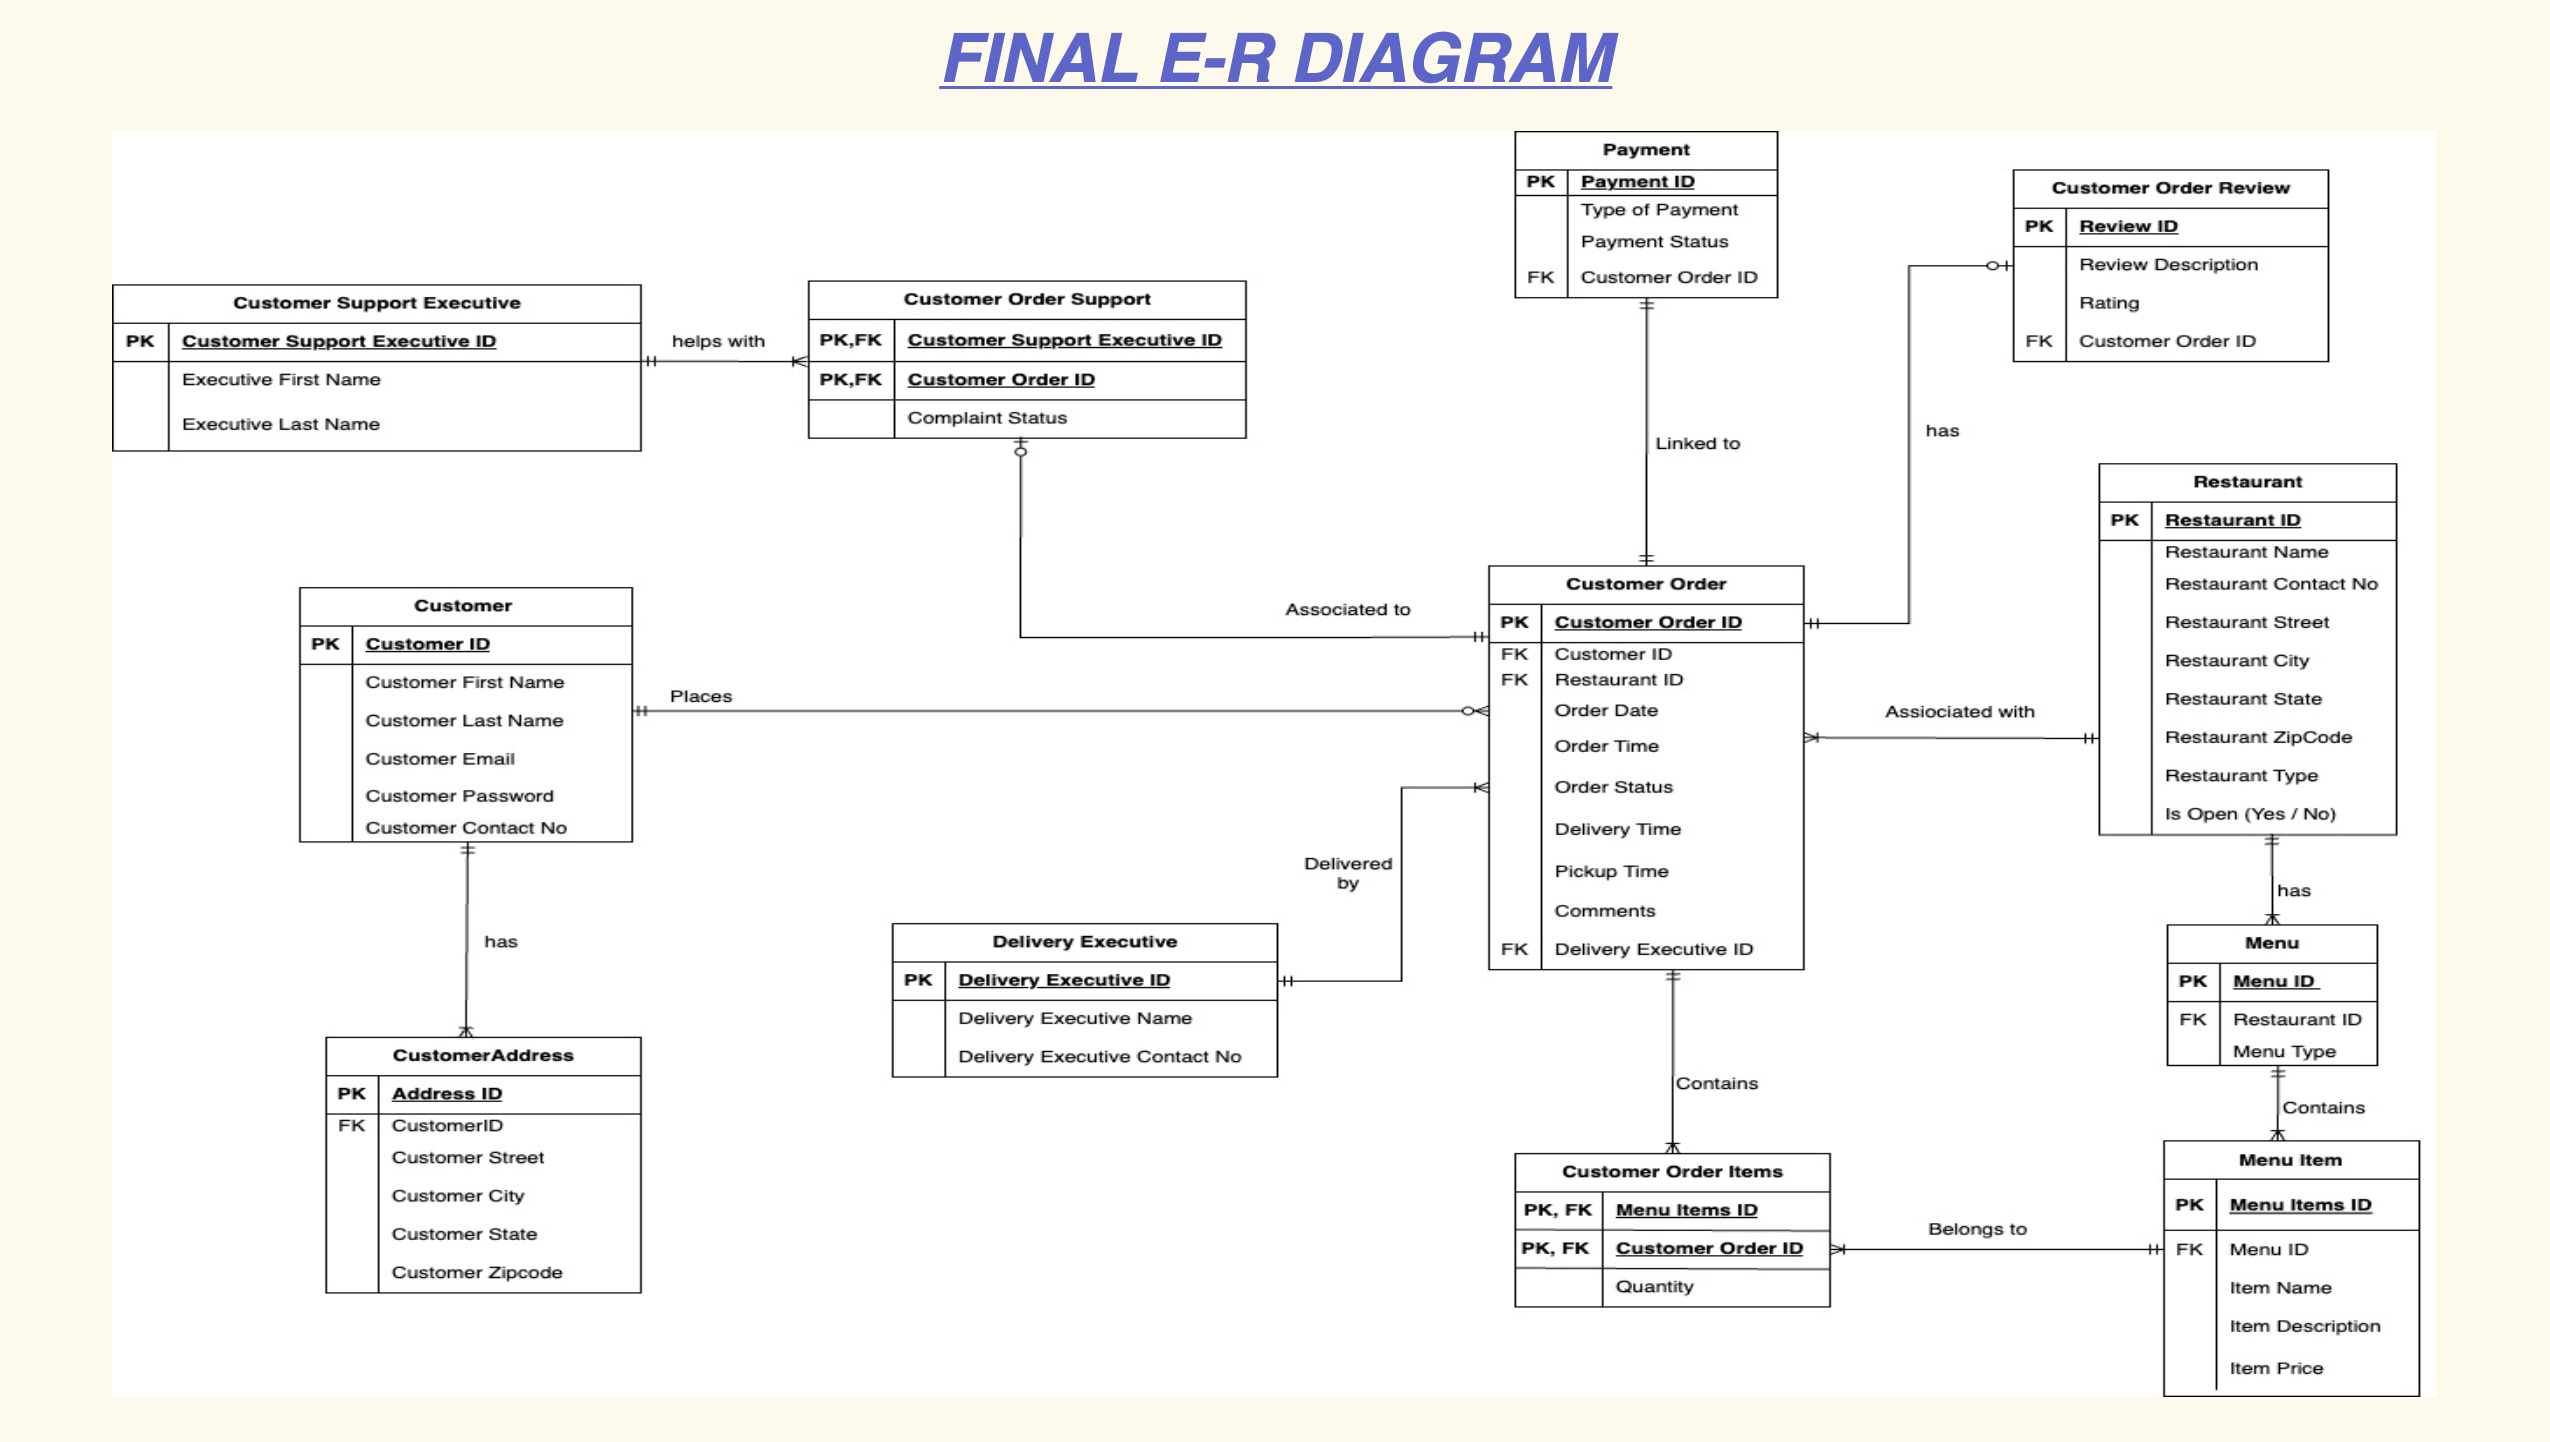 FINAL E-R DIAGRAM
Payment
PK Payment ID
Type of Payment
Payment Status
FK Customer Order ID
Customer Order Review
PK Review ID
Review Description
Rating
FK Customer Order ID
Customer Support Executive
PK Customer Support Executive ID
Executive First Name
Executive Last Name
helps with
Customer Order Support
PK,FK Customer Support Executive ID
PK,FK Customer Order ID
Complaint Status
Linked to
has
Restaurant
PK Restaurant ID
Restaurant Name
Restaurant Contact No
Restaurant Street
Restaurant City
Restaurant State
Restaurant ZipCode
Restaurant Type
Is Open (Yes / No)
Associated to
Customer Order
PK Customer Order ID
FK Customer ID
FK Restaurant ID
Order Date
Order Time
Order Status
Delivery Time
Pickup Time
Comments
FK Delivery Executive ID
Customer
PK Customer ID
Customer First Name
Customer Last Name
Customer Email
Customer Password
Customer Contact No
Places
Assiociated with
Delivered
by
has
has
Delivery Executive
PK Delivery Executive ID
Delivery Executive Name
Delivery Executive Contact No
Menu
PK Menu ID
FK Restaurant ID
Menu Type
CustomerAddress
PK Address ID
FK CustomerID
Customer Street
Customer City
Customer State
Customer Zipcode
Contains
Contains
Customer Order Items
PK, FK Menu Items ID
PK, FK Customer Order ID
Quantity
Belongs to
Menu Item
PK Menu Items ID
FK Menu ID
Item Name
Item Description
Item Price